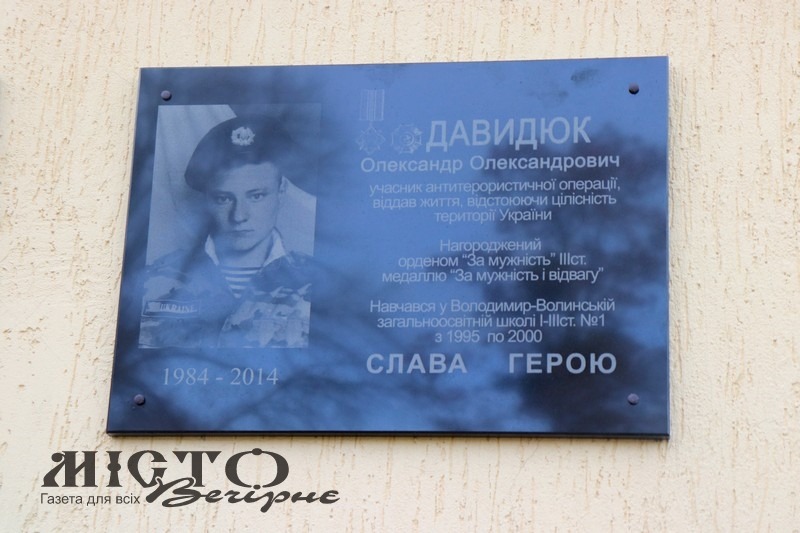 ДАВИДЮК
Олександр Олександрович
учасник антитерористичної операції,
віддав життя, відстоюючи цілісність
території України
Нагороджений
орденом "За мужність" ІІІст.
медаллю "За мужність і відвагу"
Навчався у Володимир-Волинській
загальноосвітній школі І-ІІІст. №1
з 1995 по 2000
СЛАВА ГЕРОЮ
1984 - 2014
МІСТО
Вечірнє
Газета для всіх